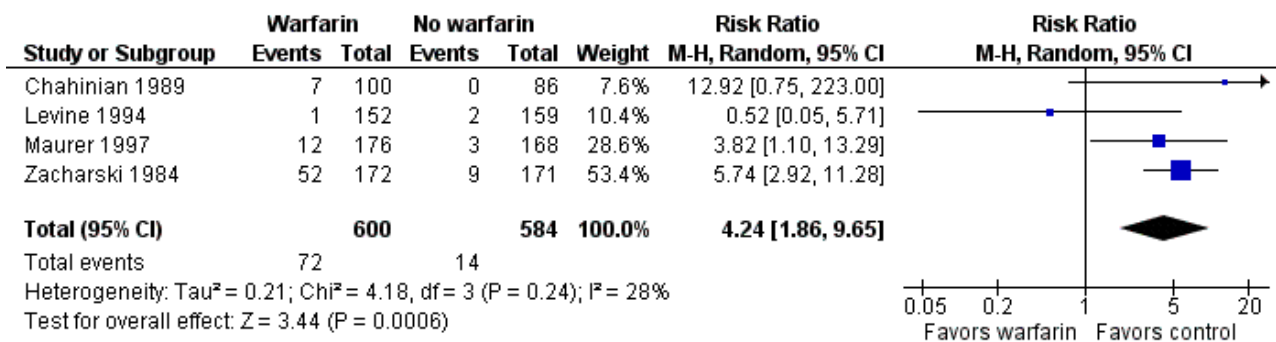 Warfarin No warfarin Risk Ratio Risk Ratio
Study or Subgroup Events Total Events Total Weight M-H, Random, 95% CI M-H, Random, 95% CI
Chahinian 1989 7 100 0 86 7.6% 12.92 [0.75, 223.00]
Levine 1994 1 152 2 159 10.4% 0.52 [0.05, 5.71]
Maurer 1997 12 176 3 168 28.6% 3.82 [1.10, 13.29]
Zacharski 1984 52 172 9 171 53.4% 5.74 [2.92, 11.28]
Total (95% CI) 600 584 100.0% 4.24 [1.86, 9.65]
Total events 72 14
Heterogeneity: Tau² = 0.21; Chi² = 4.18, df = 3 (P = 0.24); I² = 28%
Test for overall effect: Z = 3.44 (P = 0.0006)
0.05 0.2 1 5 20
Favors warfarin Favors control